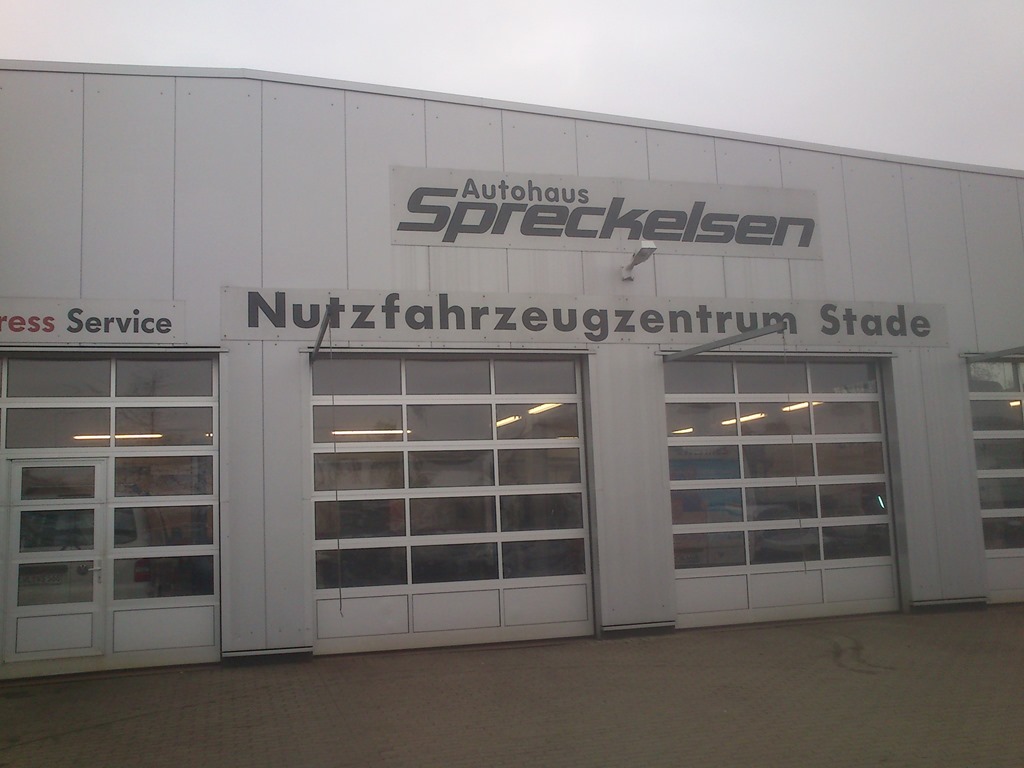 Autohaus
Spreckelsen
Nutzfahrzeugzentrum Stade
ress Service